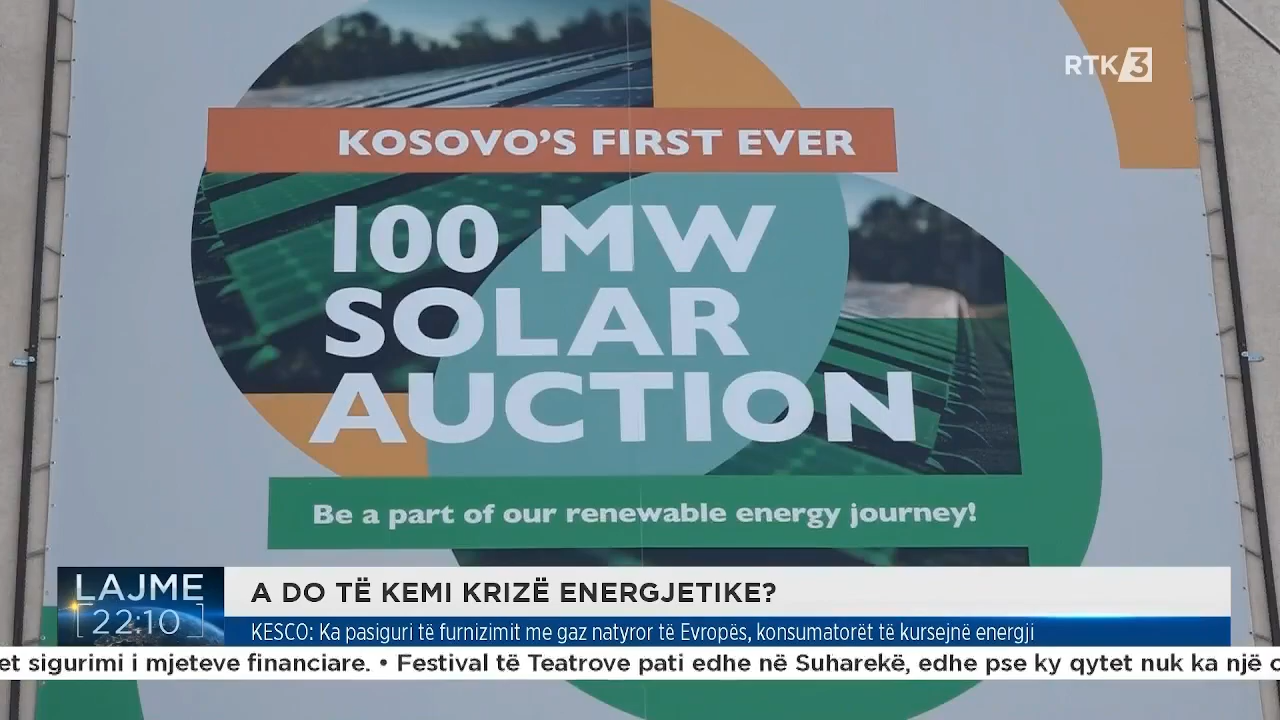 RTK 3
KOSOVO'S FIRST EVER
100 MW
SOLAR
AUCTION
Be a part of our renewable energy journey!
LAJME
22:10
A DO TË KEMI KRIZË ENERGJETIKE?
KESCO: Ka pasiguri të furnizimit me gaz natyror të Evropës, konsumatorët të kursejnë energji
et sigurimi i mjeteve financiare. • Festival të Teatrove pati edhe në Suharekë, edhe pse ky qytet nuk ka një